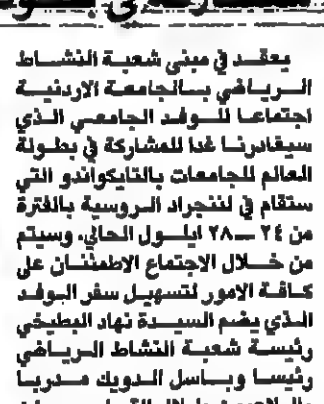 يعقد في مبنى شعبة النشاط
الرياضي بالجامعة الاردنية
اجتماعا للوفد الجامعي الذي
سيغادرنا غدا للمشاركة في بطولة
العالم للجامعات بالتايكواندو التي
ستقام في لننجراد الروسية بالفترة
من ٢٤ — ٢٨ ايلول الحالي، وسيتم
من خلال الاجتماع الاطمئنان على
كافة الامور لتسهيل سفر الوفد
الذي يضم السيدة نهاد البطيخي
رئيسة شعبة النشاط الرياضي
رئيسا وباسل الدويك مدربا